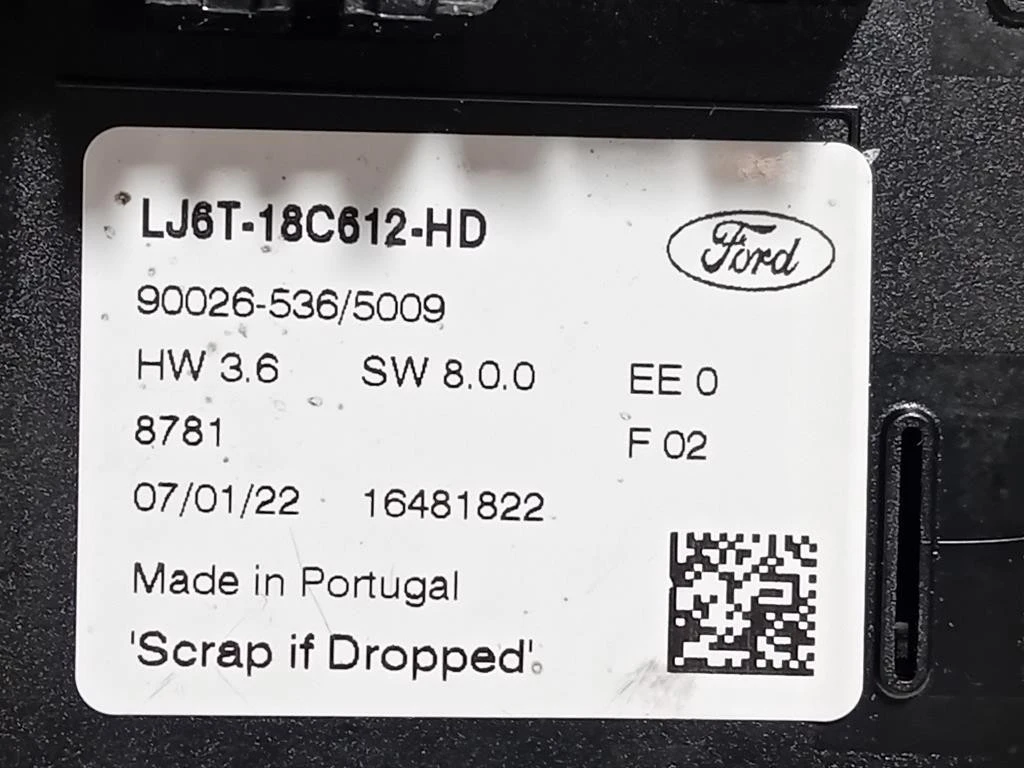 LJ6T-18C612-HD
Ford
90026-536/5009
HW 3.6 SW 8.0.0 EE 0
8781 F 02
07/01/22 16481822
Made in Portugal
'Scrap if Dropped'